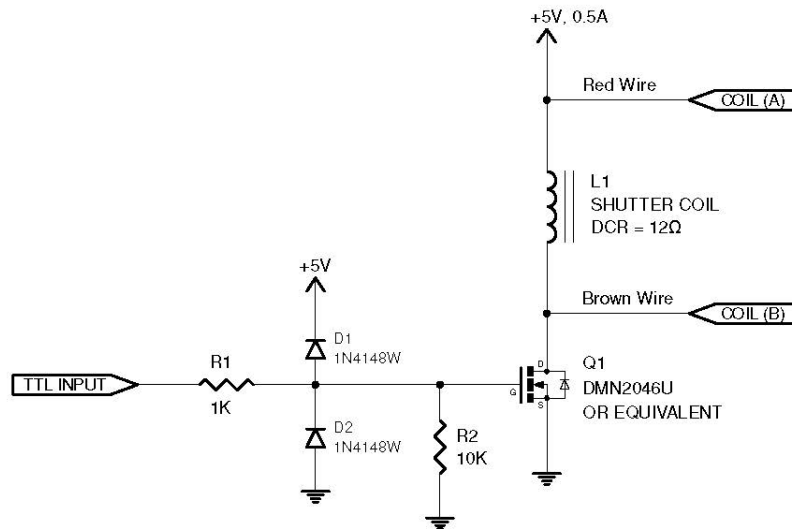 +5V, 0.5A
Red Wire
COIL (A)
L1
SHUTTER COIL
DCR = 12Ω
+5V
Brown Wire
COIL (B)
D1
1N4148W
R1
TTL INPUT
1K
D
G
S
Q1
DMN2046U
OR EQUIVALENT
D2
1N4148W
R2
10K